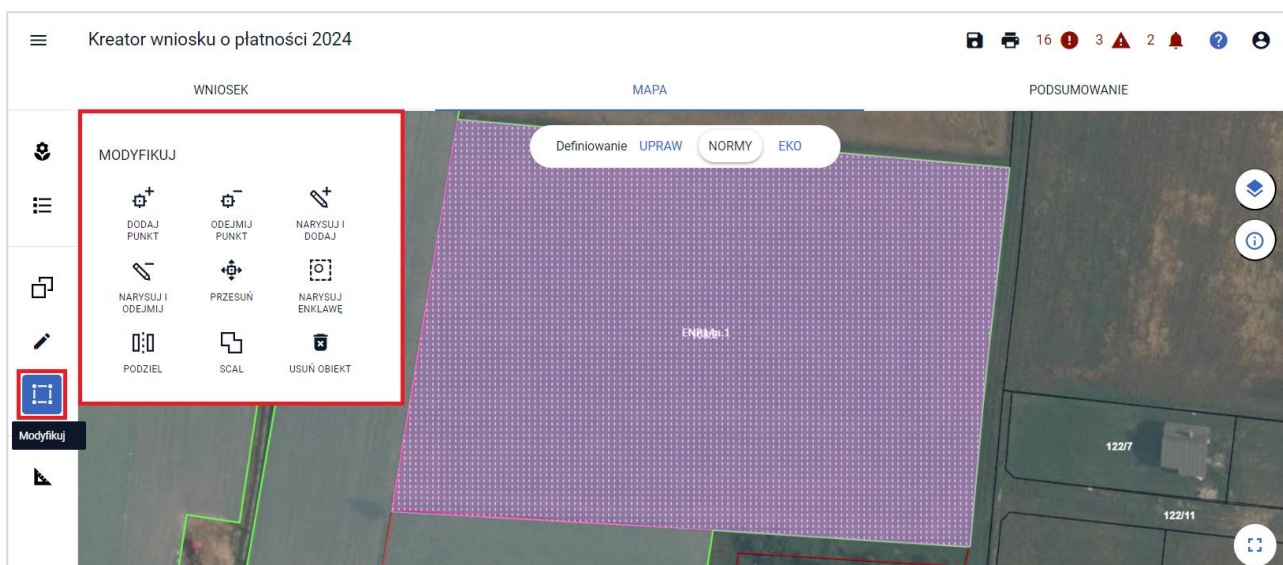 Kreator wniosku o płatności 2024
16
3
2
WNIOSEK
MAPA
PODSUMOWANIE
MODYFIKUJ
DODAJ
PUNKT
ODEJMIJ
PUNKT
NARYSUJ I
DODAJ
NARYSUJ I
ODEJMIJ
PRZESUŃ
NARYSUJ
ENKLAWĘ
PODZIEL
SCAL
USUŃ OBIEKT
Modyfikuj
Definiowanie UPRAW NORMY EKO
122/7
122/11